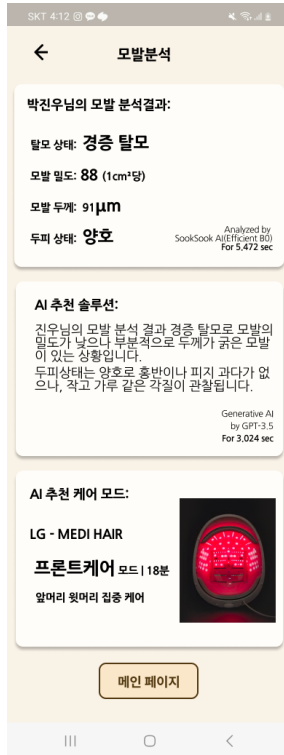 SKT 4:12
모발분석
박진우님의 모발 분석결과:
탈모 상태: 경증 탈모
모발 밀도: 88 (1cm²당)
모발 두께: 91μm
두피 상태: 양호
Analyzed by
SookSook AI(Efficient B0)
For 5,472 sec
AI 추천 솔루션:
진우님의 모발 분석 결과 경증 탈모로 모발의
밀도가 낮으나 부분적으로 두께가 굵은 모발
이 있는 상황입니다.
두피상태는 양호로 홍반이나 피지 과다가 없
으나, 작고 가루 같은 각질이 관찰됩니다.
Generative AI
by GPT-3.5
For 3,024 sec
AI 추천 케어 모드:
LG - MEDI HAIR
프론트케어 모드 | 18분
앞머리 윗머리 집중 케어
메인 페이지